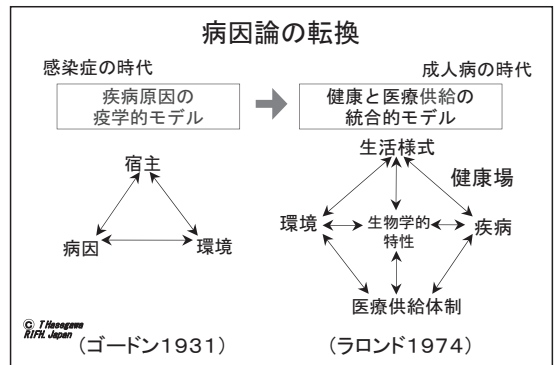 病因論の転換
感染症の時代
成人病の時代
疾病原因の
疫学的モデル
健康と医療供給の
統合的モデル
宿主
病因
環境
生活様式
健康場
環境
生物学的
特性
疾病
医療供給体制
© T Hasegawa
RIFH. Japan
(ゴードン1931)
(ラロンド1974)